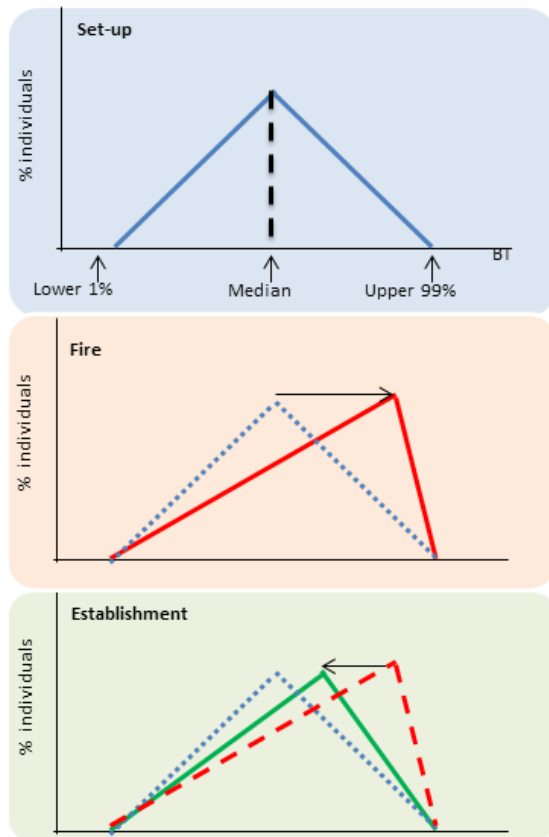 Set-up
% individuals
BT
Lower 1%
Median
Upper 99%
Fire
% individuals
Establishment
% individuals